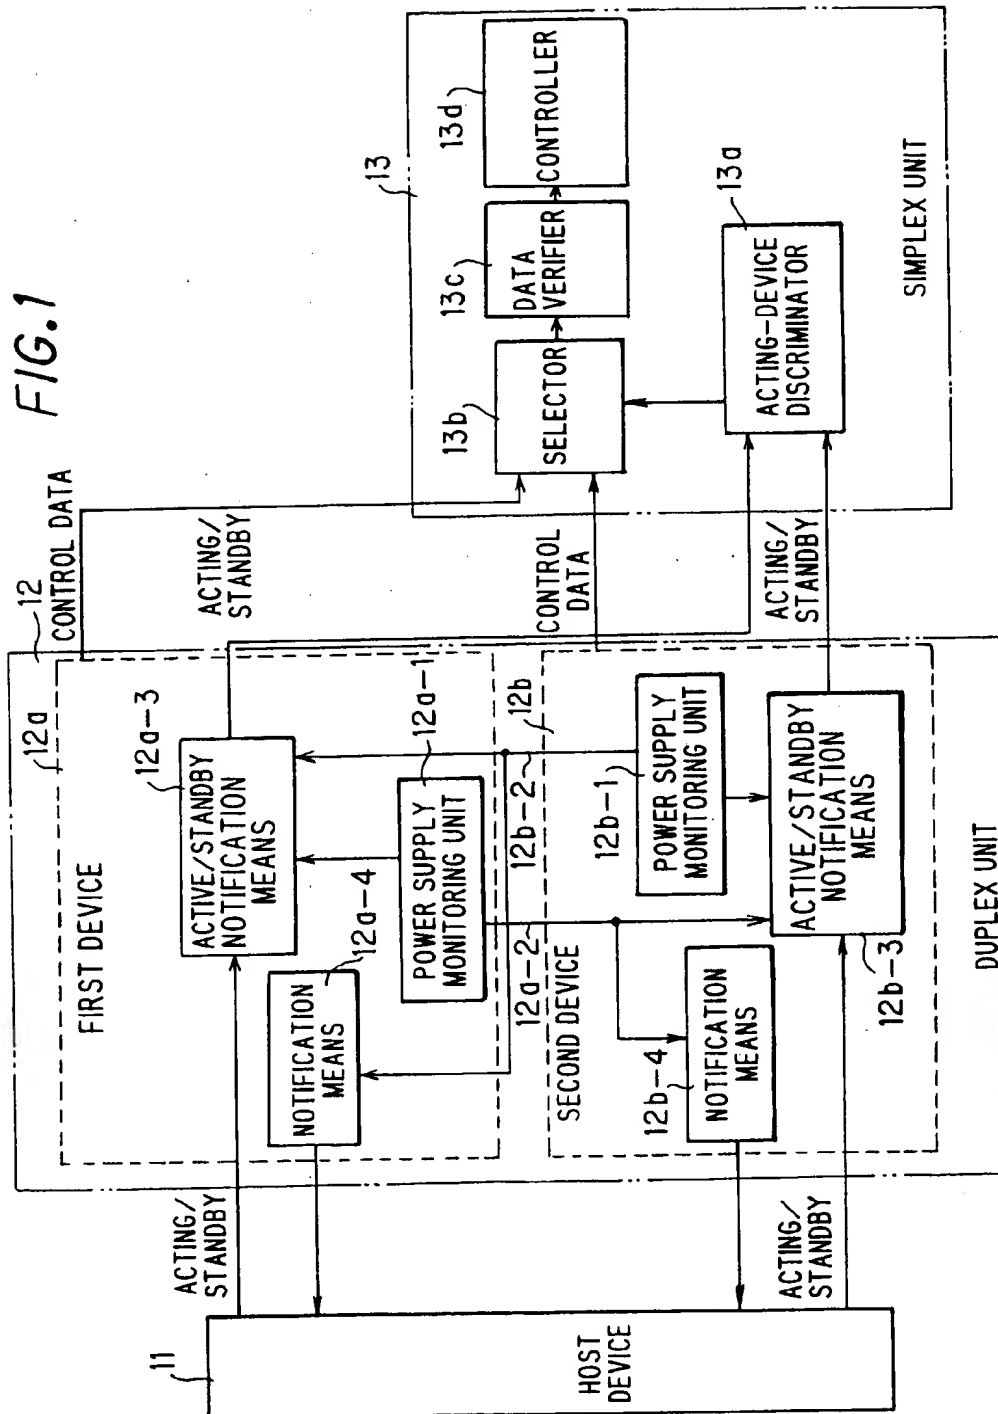 FIG.1
11
HOST
DEVICE
ACTING/
STANDBY
ACTING/
STANDBY
12
12a
FIRST DEVICE
12a-3
ACTIVE/STANDBY
NOTIFICATION
MEANS
12a-4
NOTIFICATION
MEANS
12a-1
POWER SUPPLY
MONITORING UNIT
12a-2
12b-2
12b
SECOND DEVICE
12b-1
POWER SUPPLY
MONITORING UNIT
12b-4
NOTIFICATION
MEANS
ACTIVE/STANDBY
NOTIFICATION
MEANS
12b-3
DUPLEX UNIT
CONTROL DATA
ACTING/
STANDBY
CONTROL
DATA
ACTING/
STANDBY
13
13b
SELECTOR
13c
DATA
VERIFIER
13d
CONTROLLER
13a
ACTING-DEVICE
DISCRIMINATOR
SIMPLEX UNIT